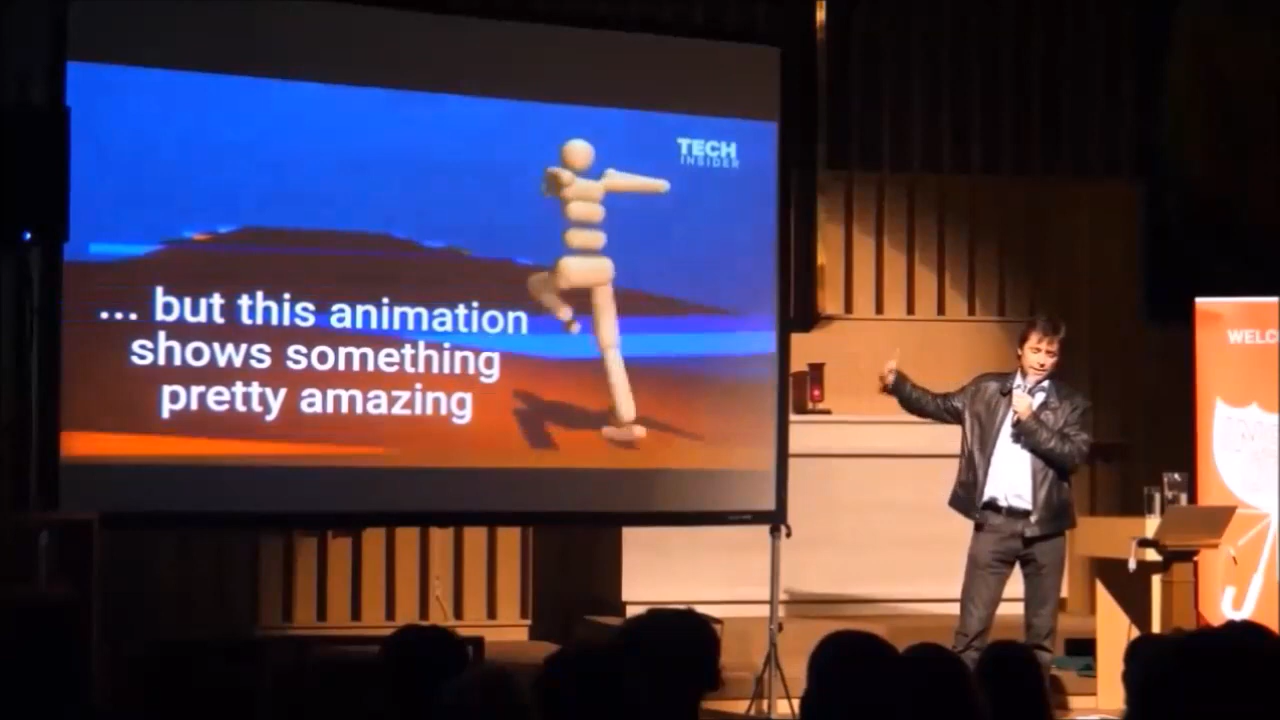 TECH
INSIDER
... but this animation
shows something
pretty amazing
WELC